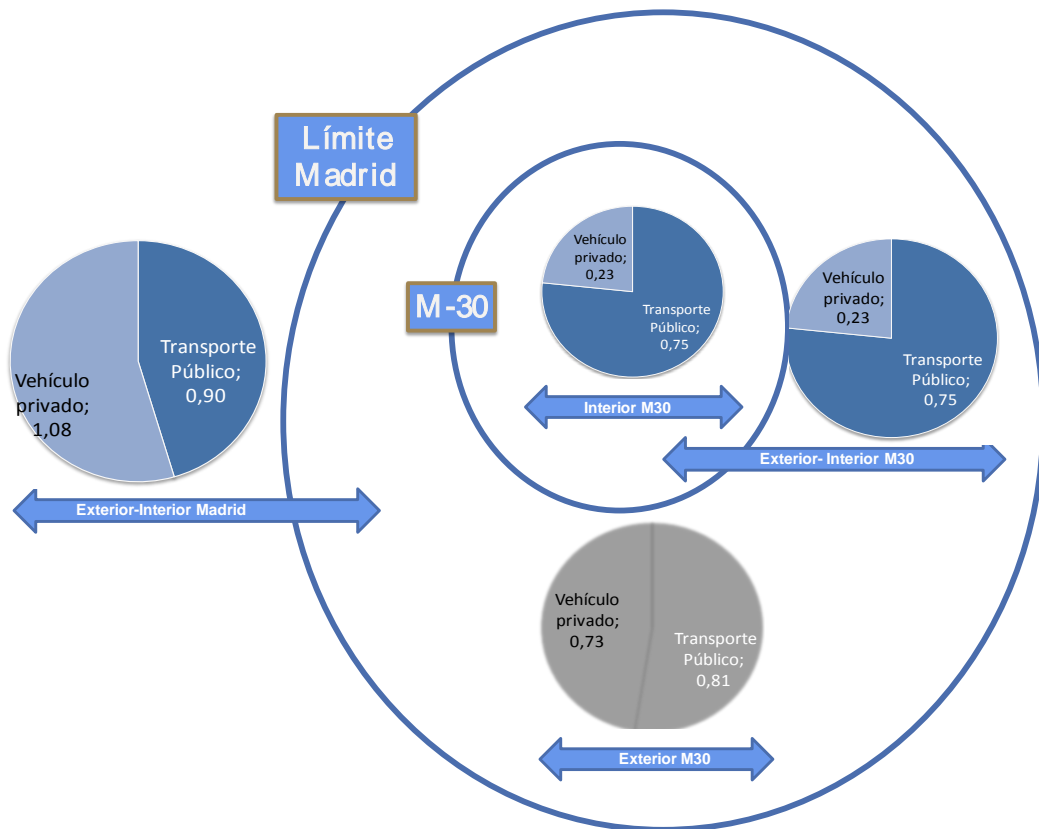 Límite
Madrid
M-30
Vehículo
privado;
0,23
Transporte
Público;
0,75
Interior M30
Vehículo
privado;
0,23
Transporte
Público;
0,75
Exterior- Interior M30
Vehículo
privado;
1,08
Transporte
Público;
0,90
Exterior-Interior Madrid
Vehículo
privado;
0,73
Transporte
Público;
0,81
Exterior M30